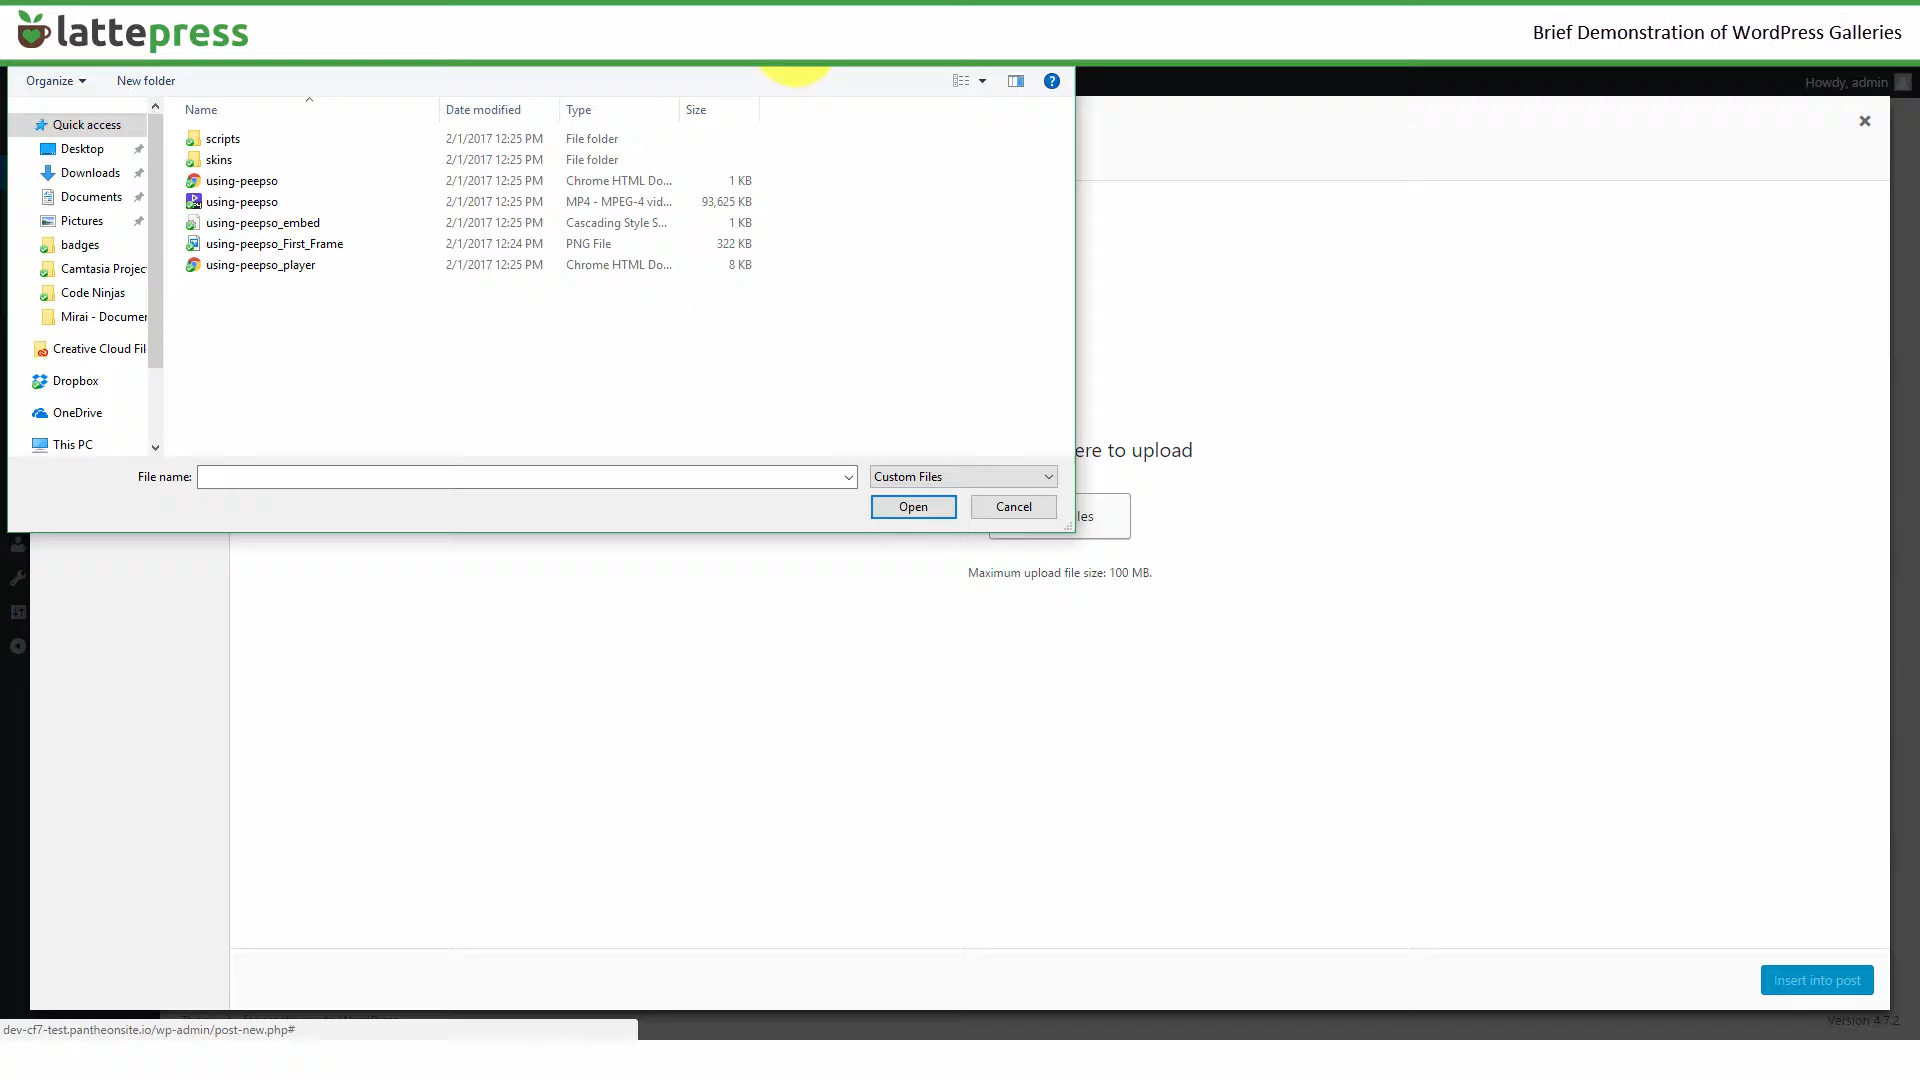 lattepress
Brief Demonstration of WordPress Galleries
Organize
New folder
Howdy, admin
Name
Date modified
Type
Size
Quick access
Desktop
Downloads
Documents
Pictures
badges
Camtasia Projec
Code Ninjas
Mirai - Documer
Creative Cloud Fil
Dropbox
OneDrive
This PC
scripts 2/1/2017 12:25 PM File folder
skins 2/1/2017 12:25 PM File folder
using-peepso 2/1/2017 12:25 PM Chrome HTML Do... 1 KB
using-peepso 2/1/2017 12:25 PM MP4 - MPEG-4 vid... 93,625 KB
using-peepso_embed 2/1/2017 12:25 PM Cascading Style S... 1 KB
using-peepso_First_Frame 2/1/2017 12:24 PM PNG File 322 KB
using-peepso_player 2/1/2017 12:25 PM Chrome HTML Do... 8 KB
File name:
Custom Files
Open
Cancel
ere to upload
les
Maximum upload file size: 100 MB.
Insert into post
dev-cf7-test.pantheonsite.io/wp-admin/post-new.php#
Version 4.7.2